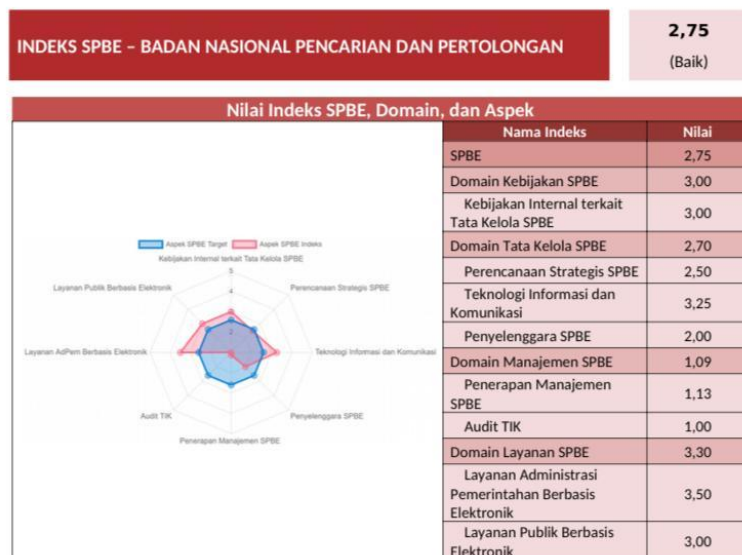 INDEKS SPBE – BADAN NASIONAL PENCARIAN DAN PERTOLONGAN
2,75
(Baik)
Nilai Indeks SPBE, Domain, dan Aspek
Aspek SPBE Target
Aspek SPBE Indeks
Kebijakan Internal terkait Tata Kelola SPBE
5
4
2
Layanan Publik Berbasis Elektronik
Perencanaan Strategis SPBE
Layanan AdPem Berbasis Elektronik
Teknologi Informasi dan Komunikasi
Audit TIK
Penyelenggara SPBE
Penerapan Manajemen SPBE
Nama Indeks Nilai
SPBE 2,75
Domain Kebijakan SPBE 3,00
Kebijakan Internal terkait
Tata Kelola SPBE 3,00
Domain Tata Kelola SPBE 2,70
Perencanaan Strategis SPBE 2,50
Teknologi Informasi dan
Komunikasi 3,25
Penyelenggara SPBE 2,00
Domain Manajemen SPBE 1,09
Penerapan Manajemen
SPBE 1,13
Audit TIK 1,00
Domain Layanan SPBE 3,30
Layanan Administrasi
Pemerintahan Berbasis 3,50
Elektronik
Layanan Publik Berbasis
Elektronik 3,00